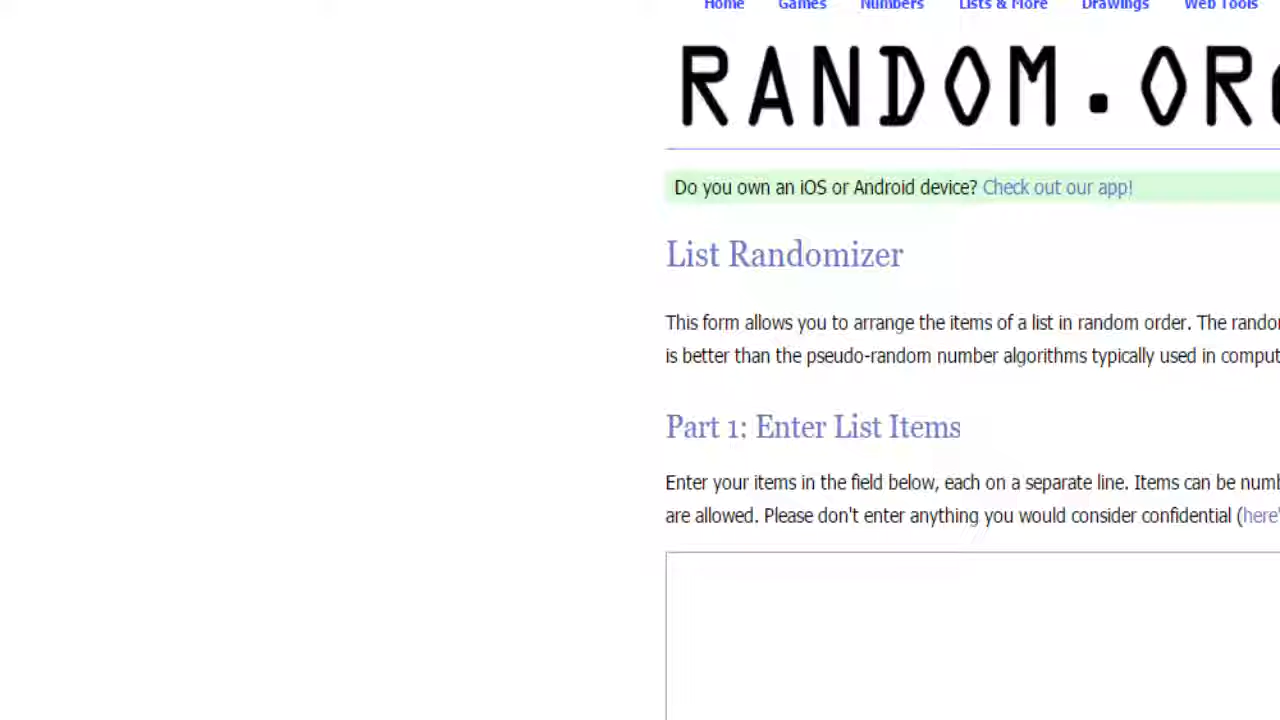 Home Games Numbers Lists & More Drawings Web Tools
RANDOM.ORG
Do you own an iOS or Android device? Check out our app!
List Randomizer
This form allows you to arrange the items of a list in random order. The
is better than the pseudo-random number algorithms typically used in
Part 1: Enter List Items
Enter your items in the field below, each on a separate line. Items can be
are allowed. Please don't enter anything you would consider confidential (here'